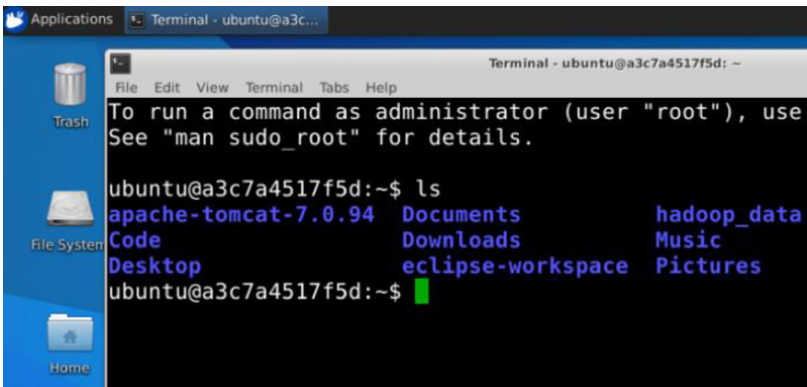 Applications Terminal - ubuntu@a3c...
Terminal - ubuntu@a3c7a4517f5d: ~
File Edit View Terminal Tabs Help
Trash
File System
Home
To run a command as administrator (user "root"), use
See "man sudo_root" for details.
ubuntu@a3c7a4517f5d:~$ ls
apache-tomcat-7.0.94 Documents hadoop_data
Code Downloads Music
Desktop eclipse-workspace Pictures
ubuntu@a3c7a4517f5d:~$